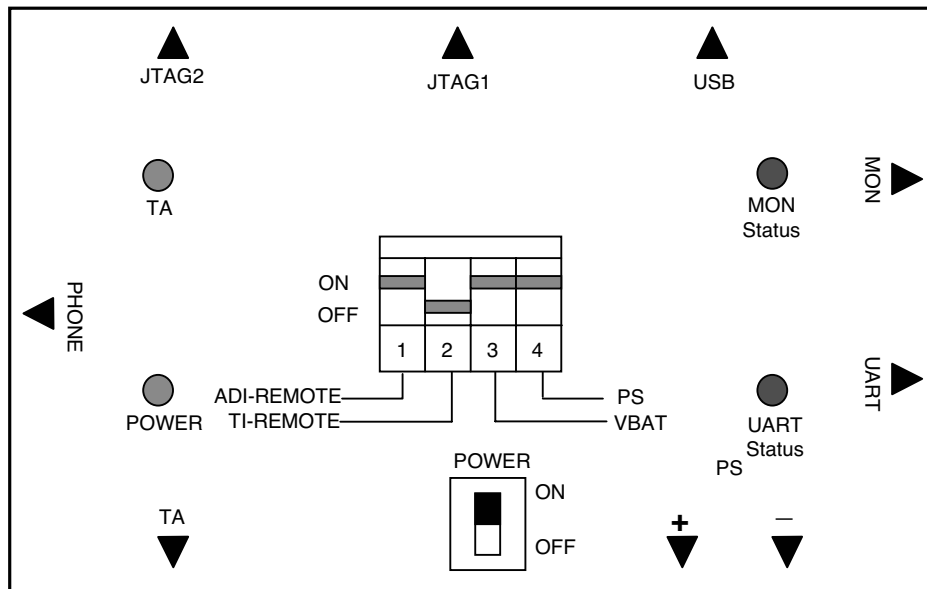 JTAG2
JTAG1
USB
TA
MON
Status
MON
ON
OFF
PHONE
1 2 3 4
ADI-REMOTE
TI-REMOTE
PS
VBAT
POWER
UART
Status
UART
PS
POWER
ON
OFF
TA
+
−